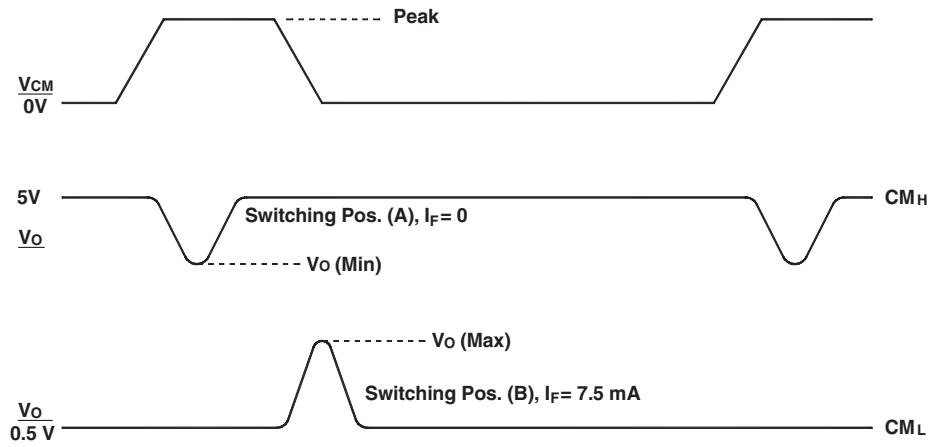 Peak
VCM
0V
5V
CMH
Switching Pos. (A), IF = 0
VO
VO (Min)
VO (Max)
Switching Pos. (B), IF = 7.5 mA
VO
0.5 V
CML